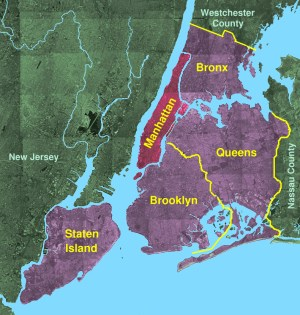 Westchester
County
Bronx
Manhattan
New Jersey
Queens
Nassau County
Brooklyn
Staten
Island